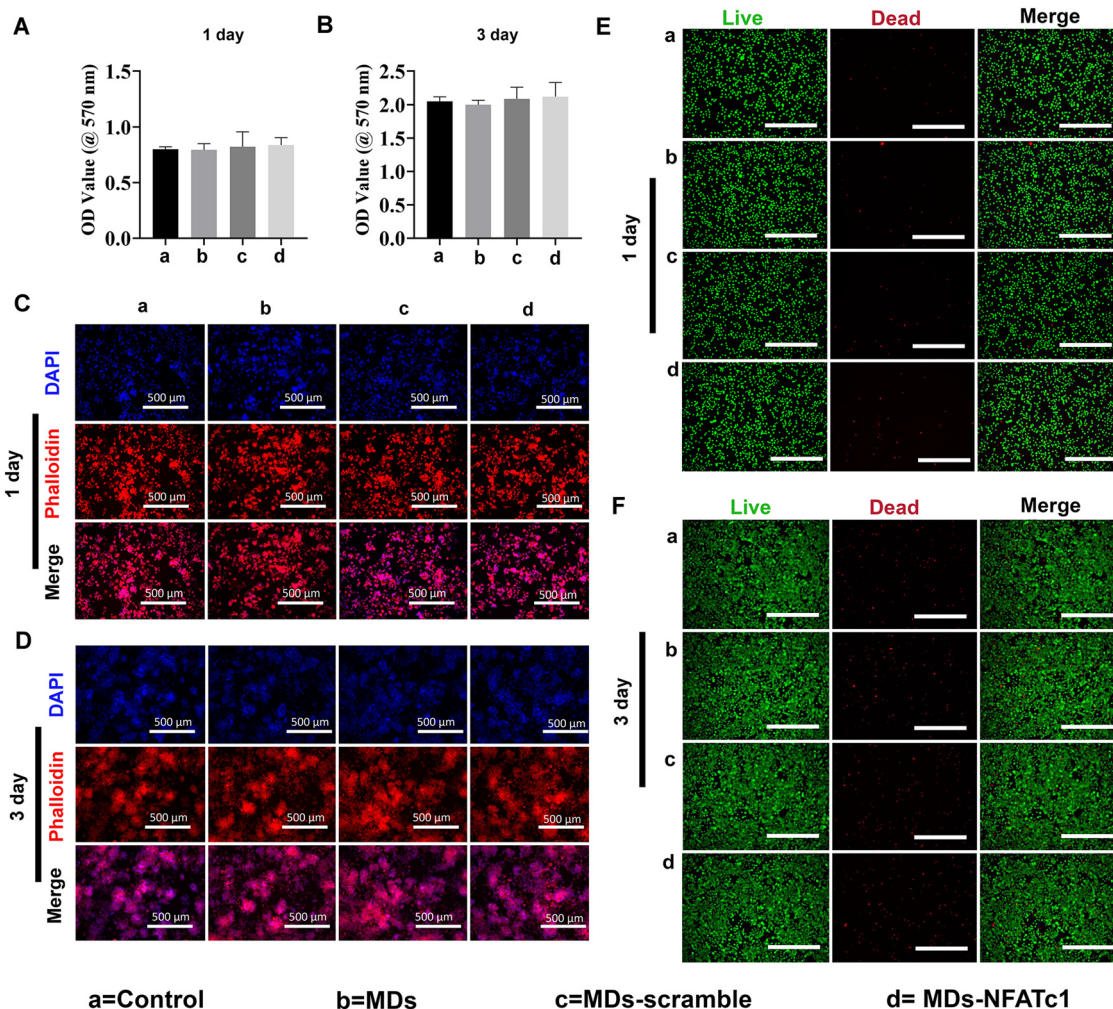 A
1 day
OD Value (@ 570 nm)
1.5
1.0
0.5
0.0
a b c d
B
3 day
OD Value (@ 570 nm)
2.5
2.0
1.5
1.0
0.5
0.0
a b c d
C
a b c d
1 day
DAPI
500 µm 500 µm 500 µm 500 µm
Phalloidin
500 µm 500 µm 500 µm 500 µm
Merge
500 µm 500 µm 500 µm 500 µm
D
3 day
DAPI
500 µm 500 µm 500 µm 500 µm
Phalloidin
500 µm 500 µm 500 µm 500 µm
Merge
500 µm 500 µm 500 µm 500 µm
E
Live Dead Merge
1 day
a
b
c
d
F
Live Dead Merge
3 day
a
b
c
d
a=Control b=MDs c=MDs-scramble d= MDs-NFATc1